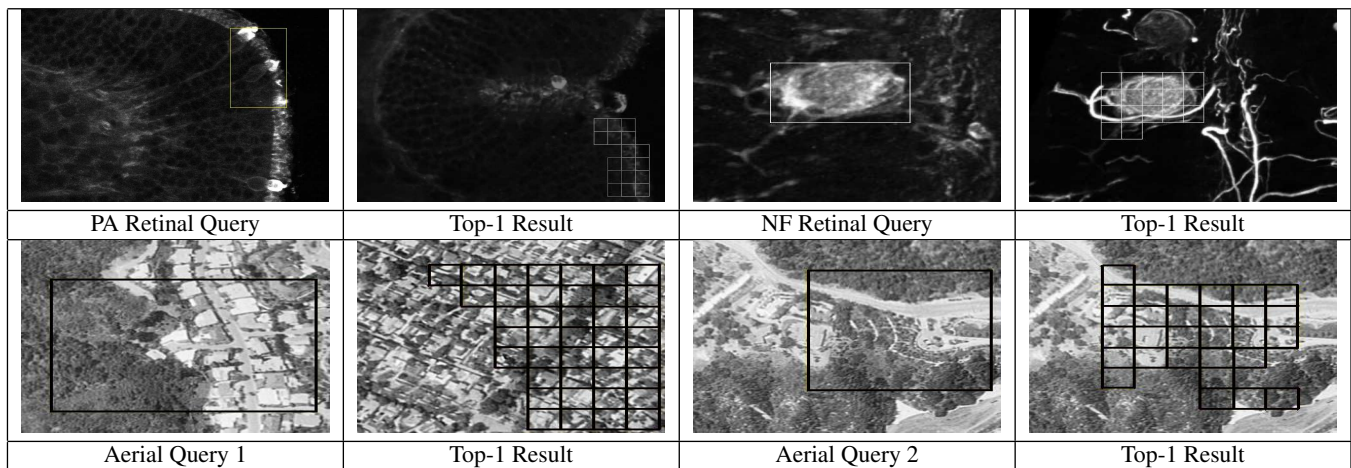 PA Retinal Query Top-1 Result NF Retinal Query Top-1 Result
Aerial Query 1 Top-1 Result Aerial Query 2 Top-1 Result